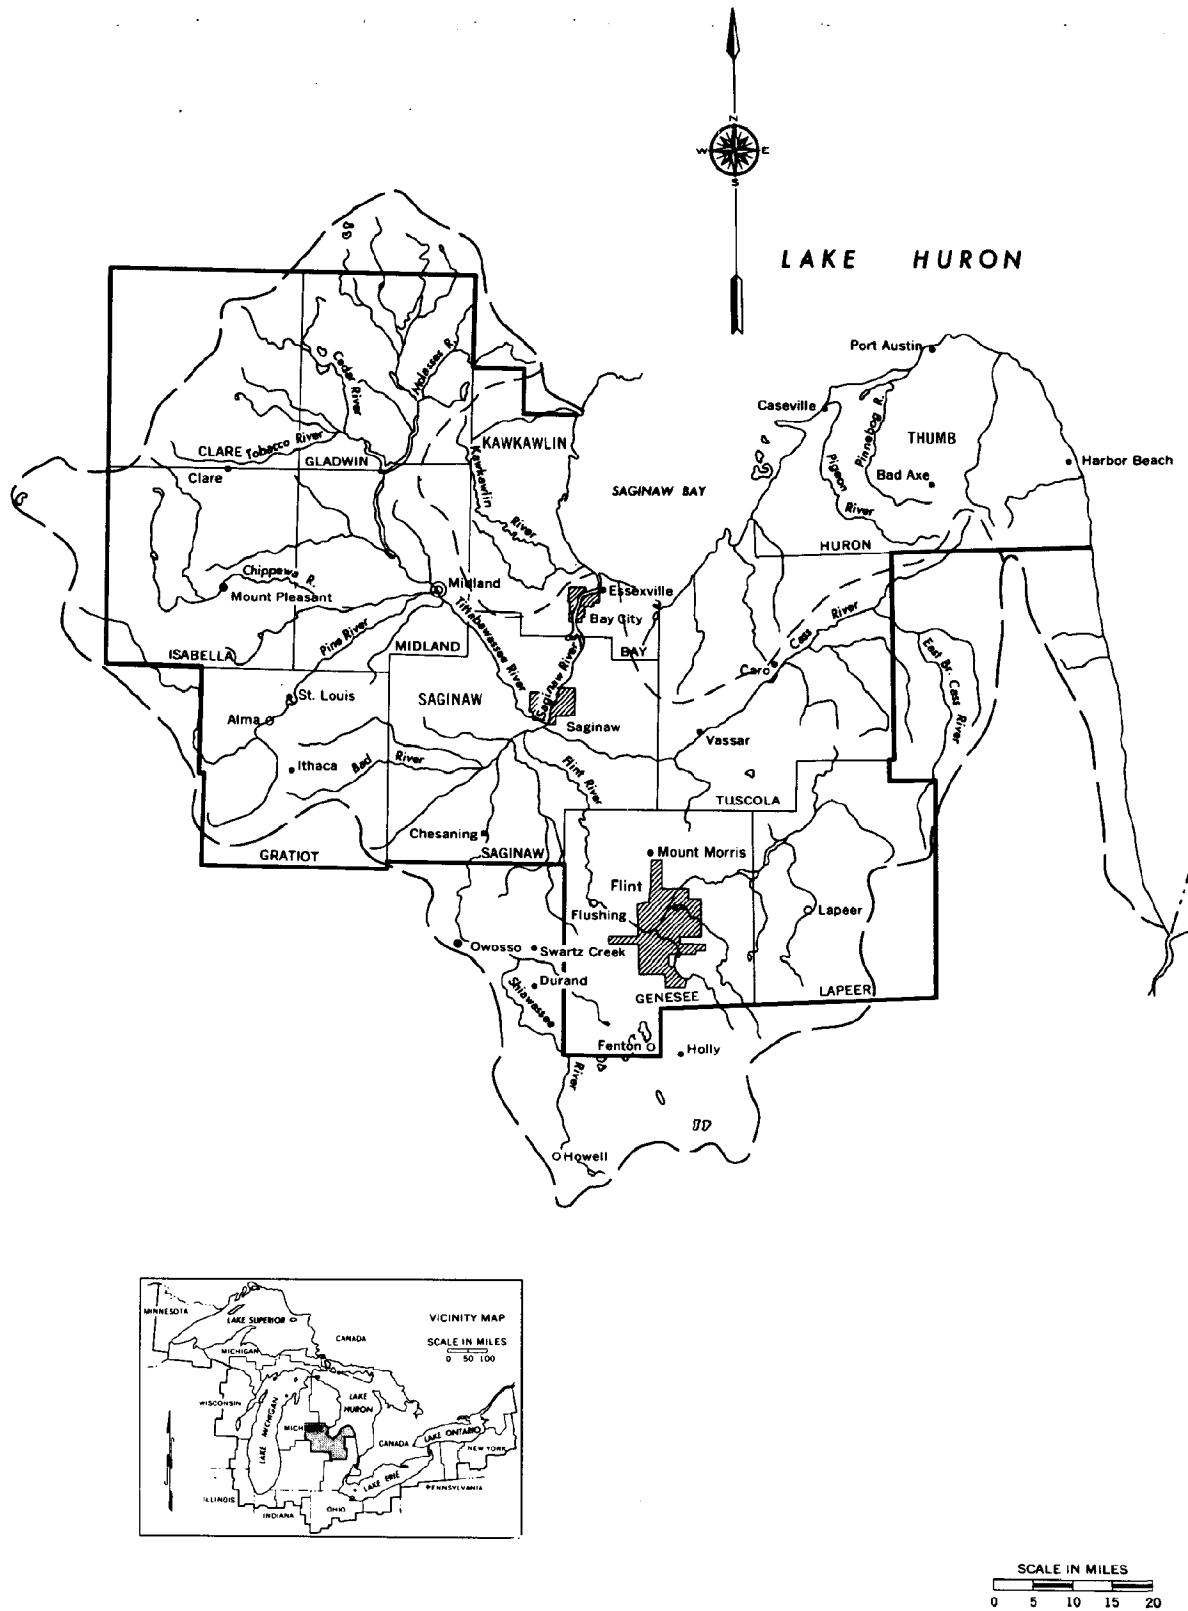 N
W E
S
LAKE HURON
Port Austin
Caseville
Pinnebog R.
THUMB
Harbor Beach
Bad Axe
Pigeon
River
HURON
Cedar River
Molasses R.
KAWKAWLIN
CLARE
Tobacco River
GLADWIN
Clare
Kawkawlin
River
SAGINAW BAY
Chippewa R.
Mount Pleasant
Midland
Essexville
Bay City
BAY
Pine River
MIDLAND
ISABELLA
Tittabawassee River
Saginaw River
Cass River
Caro
East Br. Cass
River
St. Louis
SAGINAW
Alma
Saginaw
Vassar
Ithaca
Bad River
Flint River
TUSCOLA
Chesaning
GRATIOT
SAGINAW
Mount Morris
Flint
Flushing
Lapeer
Owosso
Swartz Creek
Durand
Shiawassee
River
GENESEE
LAPEER
Fenton
Holly
Howell
VICINITY MAP
SCALE IN MILES
0 50 100
MINNESOTA
LAKE SUPERIOR
CANADA
MICHIGAN
WISCONSIN
LAKE MICHIGAN
LAKE
HURON
MICH
CANADA
LAKE ONTARIO
NEW YORK
LAKE ERIE
PENNSYLVANIA
ILLINOIS
INDIANA
OHIO
SCALE IN MILES
0 5 10 15 20